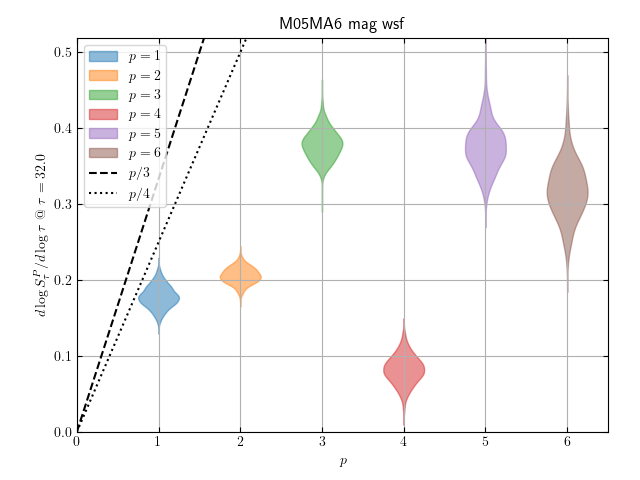 M05MA6 mag wsf
d log S_τ^P / d log τ @ τ = 32.0
0.5
0.4
0.3
0.2
0.1
0.0
p = 1
p = 2
p = 3
p = 4
p = 5
p = 6
p/3
p/4
0 1 2 3 4 5 6
p